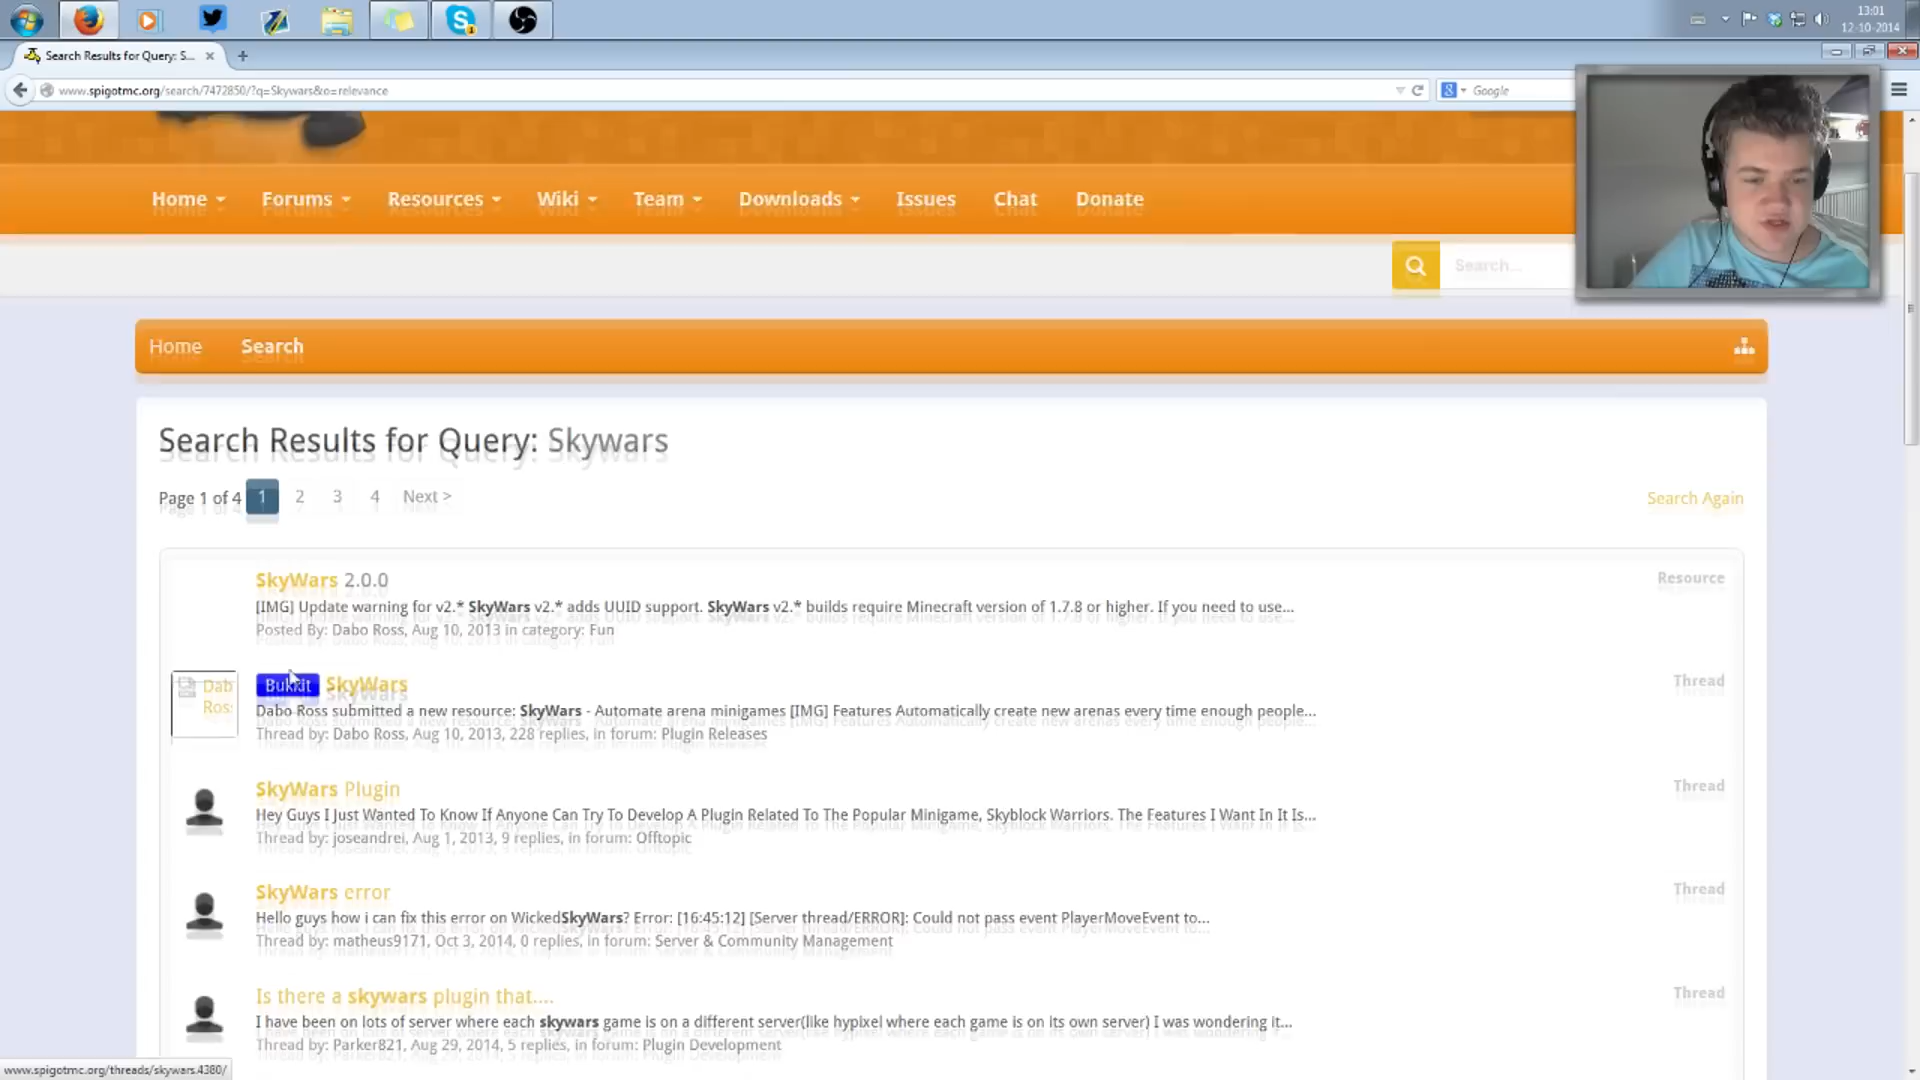 13:01
12-10-2014
Search Results for Query: S...
www.spigotmc.org/search/7472850/?q=Skywars&o=relevance
Google
Home
Forums
Resources
Wiki
Team
Downloads
Issues
Chat
Donate
Search...
Home
Search
Search Results for Query: Skywars
Page 1 of 4
1
2
3
4
Next >
Search Again
SkyWars 2.0.0
Resource
[IMG] Update warning for v2.* SkyWars v2.* adds UUID support. SkyWars v2.* builds require Minecraft version of 1.7.8 or higher. If you need to use...
Posted By: Dabo Ross, Aug 10, 2013 in category: Fun
Dab
Ros
Bukkit
SkyWars
Thread
Dabo Ross submitted a new resource: SkyWars - Automate arena minigames [IMG] Features Automatically create new arenas every time enough people...
Thread by: Dabo Ross, Aug 10, 2013, 228 replies, in forum: Plugin Releases
SkyWars Plugin
Thread
Hey Guys I Just Wanted To Know If Anyone Can Try To Develop A Plugin Related To The Popular Minigame, Skyblock Warriors. The Features I Want In It Is...
Thread by: joseandrei, Aug 1, 2013, 9 replies, in forum: Offtopic
SkyWars error
Thread
Hello guys how i can fix this error on WickedSkyWars? Error: [16:45:12] [Server thread/ERROR]: Could not pass event PlayerMoveEvent to...
Thread by: matheus9171, Oct 3, 2014, 0 replies, in forum: Server & Community Management
Is there a skywars plugin that....
Thread
I have been on lots of server where each skywars game is on a different server(like hypixel where each game is on its own server) I was wondering it...
Thread by: Parker821, Aug 29, 2014, 5 replies, in forum: Plugin Development
www.spigotmc.org/threads/skywars.4380/